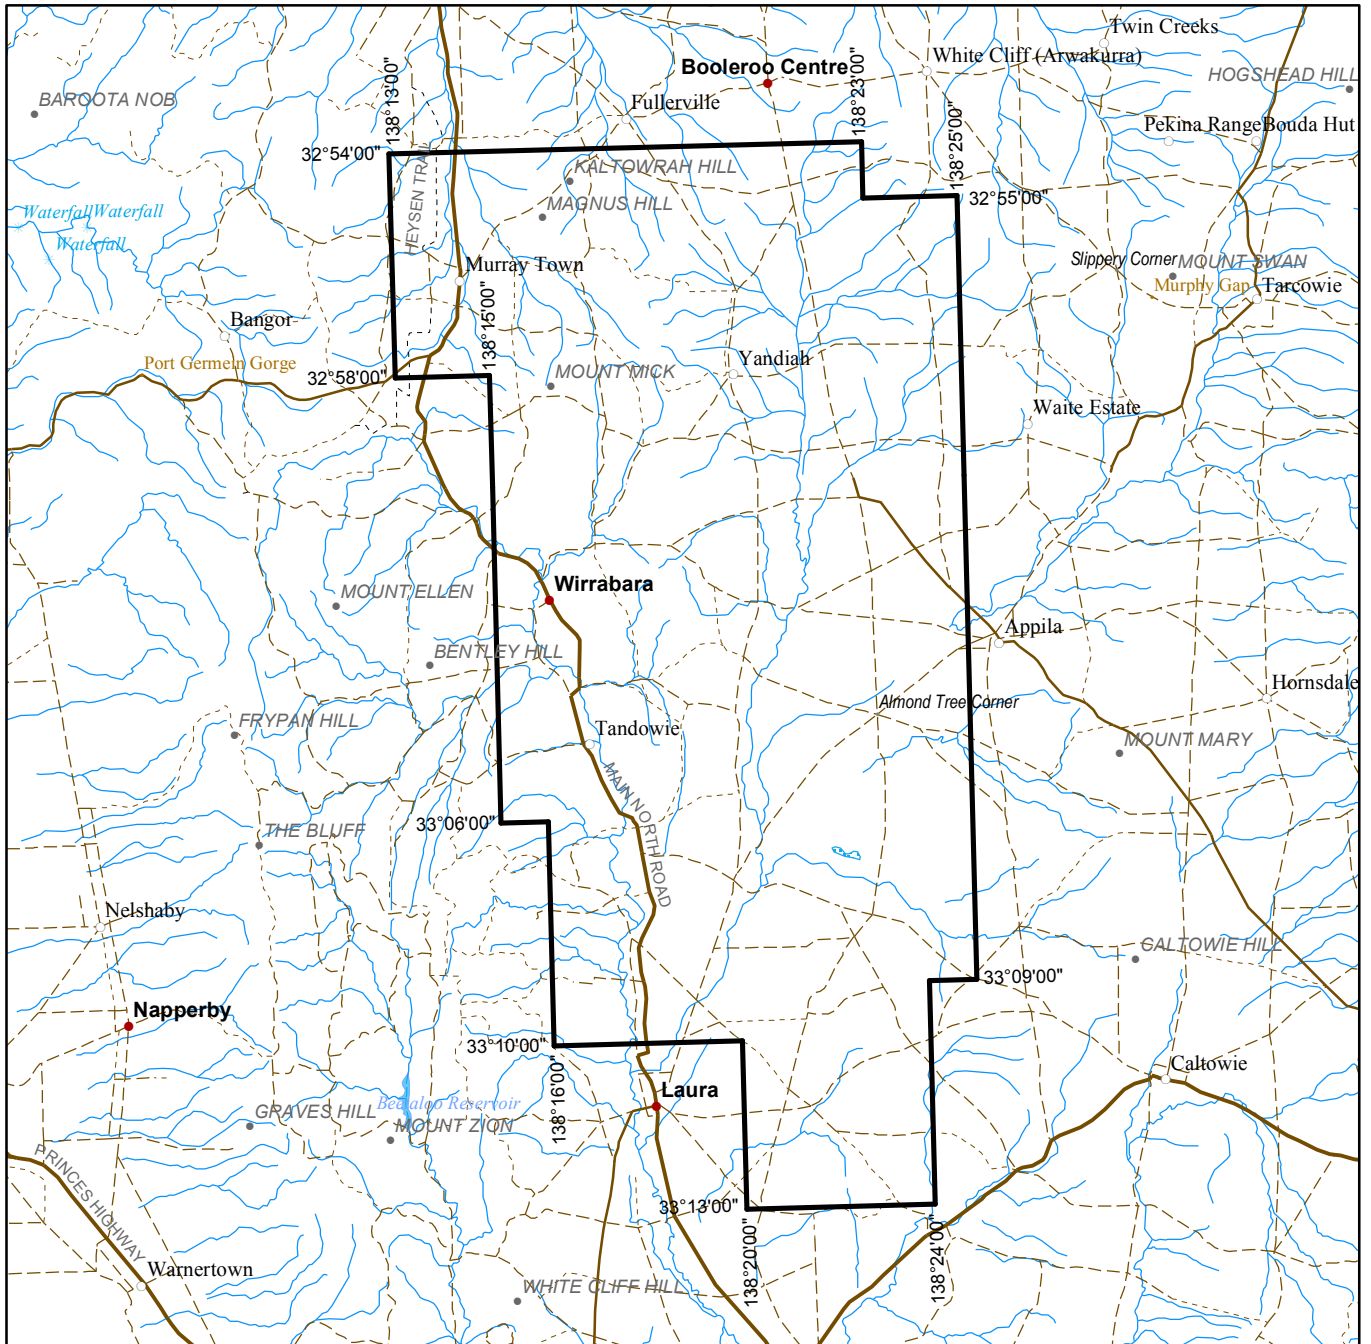 Twin Creeks
White Cliff (Arwakurra)
Booleroo Centre
HOGSHEAD HILL
BAROOTA NOB
Fullerville
138°13'00"
138°23'00"
Pekina Range
Bouda Hut
32°54'00"
138°25'00"
KALTOWRAH HILL
HEYSEN TRAIL
32°55'00"
MAGNUS HILL
Waterfall
Waterfall
Waterfall
Murray Town
Slippery Corner
MOUNT SWAN
Murphy Gap
Tarcowie
Bangor
138°15'00"
Port Germein Gorge
32°58'00"
MOUNT MICK
Yandiah
Waite Estate
Wirrabara
MOUNT ELLEN
Appila
BENTLEY HILL
Hornsdale
Almond Tree Corner
FRYPAN HILL
Tandowie
MOUNT MARY
MAIN NORTH ROAD
33°06'00"
THE BLUFF
Nelshaby
CALTOWIE HILL
33°09'00"
Napperby
33°10'00"
Caltowie
138°16'00"
Laura
Beetaloo Reservoir
GRAVES HILL
MOUNT ZION
PRINCES HIGHWAY
33°13'00"
138°20'00"
138°24'00"
Warnertown
WHITE CLIFF HILL